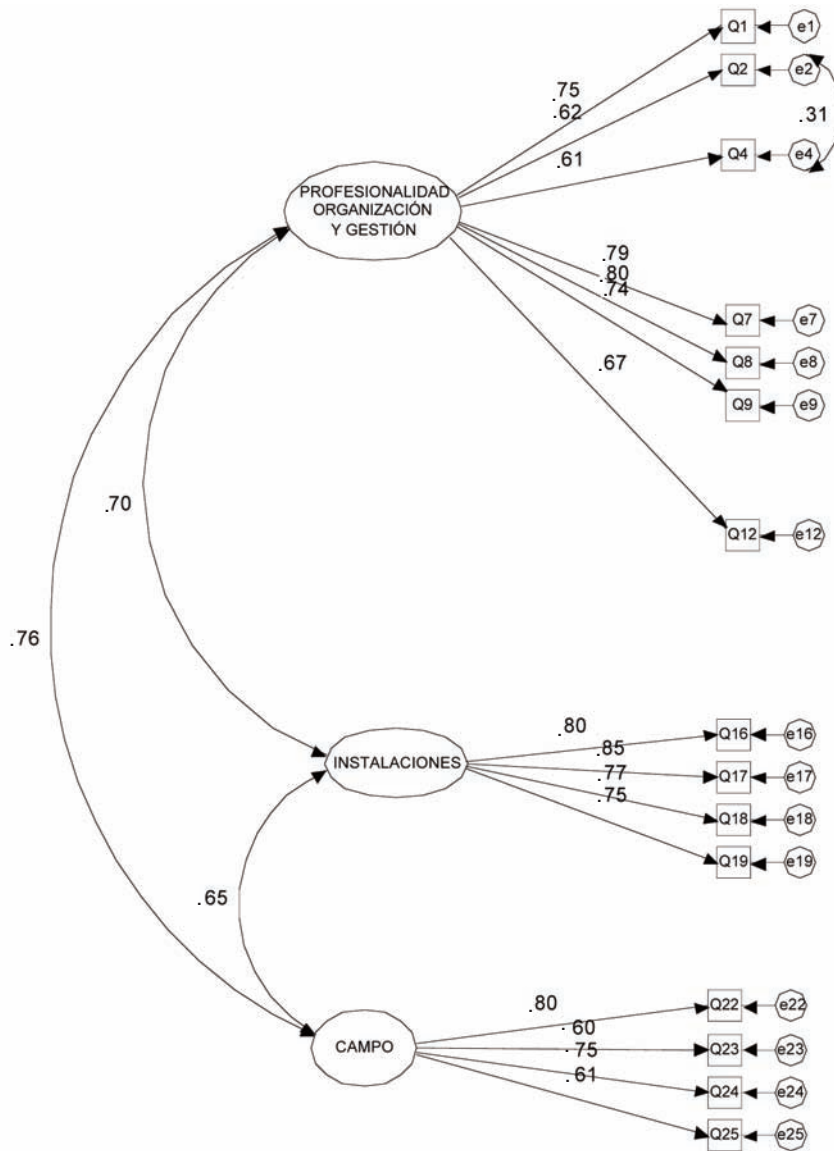 Q1 e1
Q2 e2
.75
.62
.31
Q4 e4
.61
PROFESIONALIDAD
ORGANIZACIÓN
Y GESTIÓN
.79
.80
.74
Q7 e7
Q8 e8
.67
Q9 e9
.70
Q12 e12
.76
.80
Q16 e16
.85
INSTALACIONES
.77
Q17 e17
.75
Q18 e18
Q19 e19
.65
.80
Q22 e22
.60
CAMPO
.75
Q23 e23
.61
Q24 e24
Q25 e25